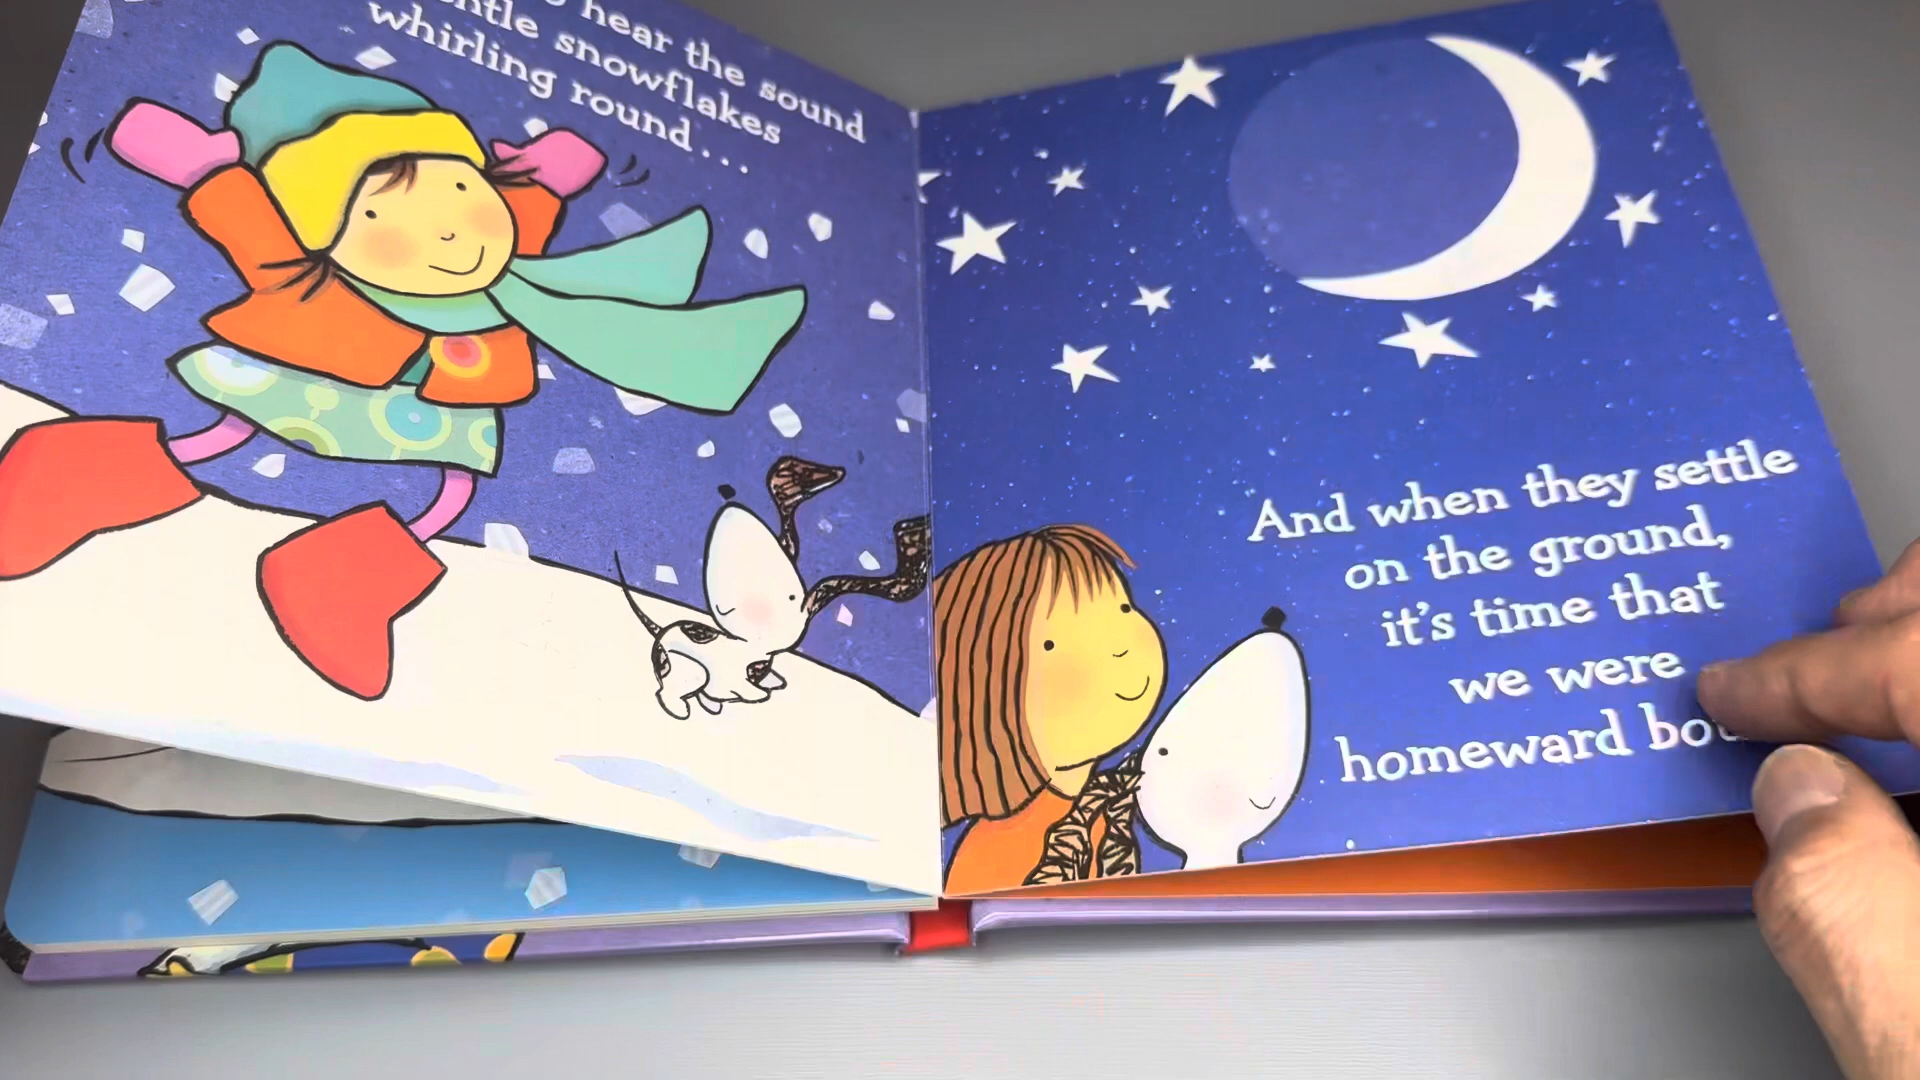 hear the sound
snowflakes
whirling round...
And when they settle
on the ground,
it's time that
we were
homeward